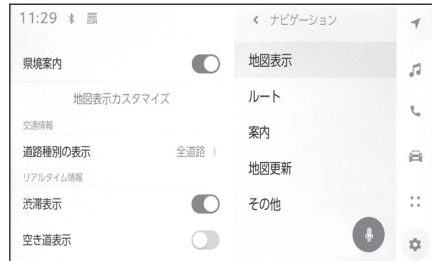 11:29
県境案内
地図表示カスタマイズ
交通情報
道路種別の表示 全道路
リアルタイム情報
渋滞表示
空き道表示
ナビゲーション
地図表示
ルート
案内
地図更新
その他